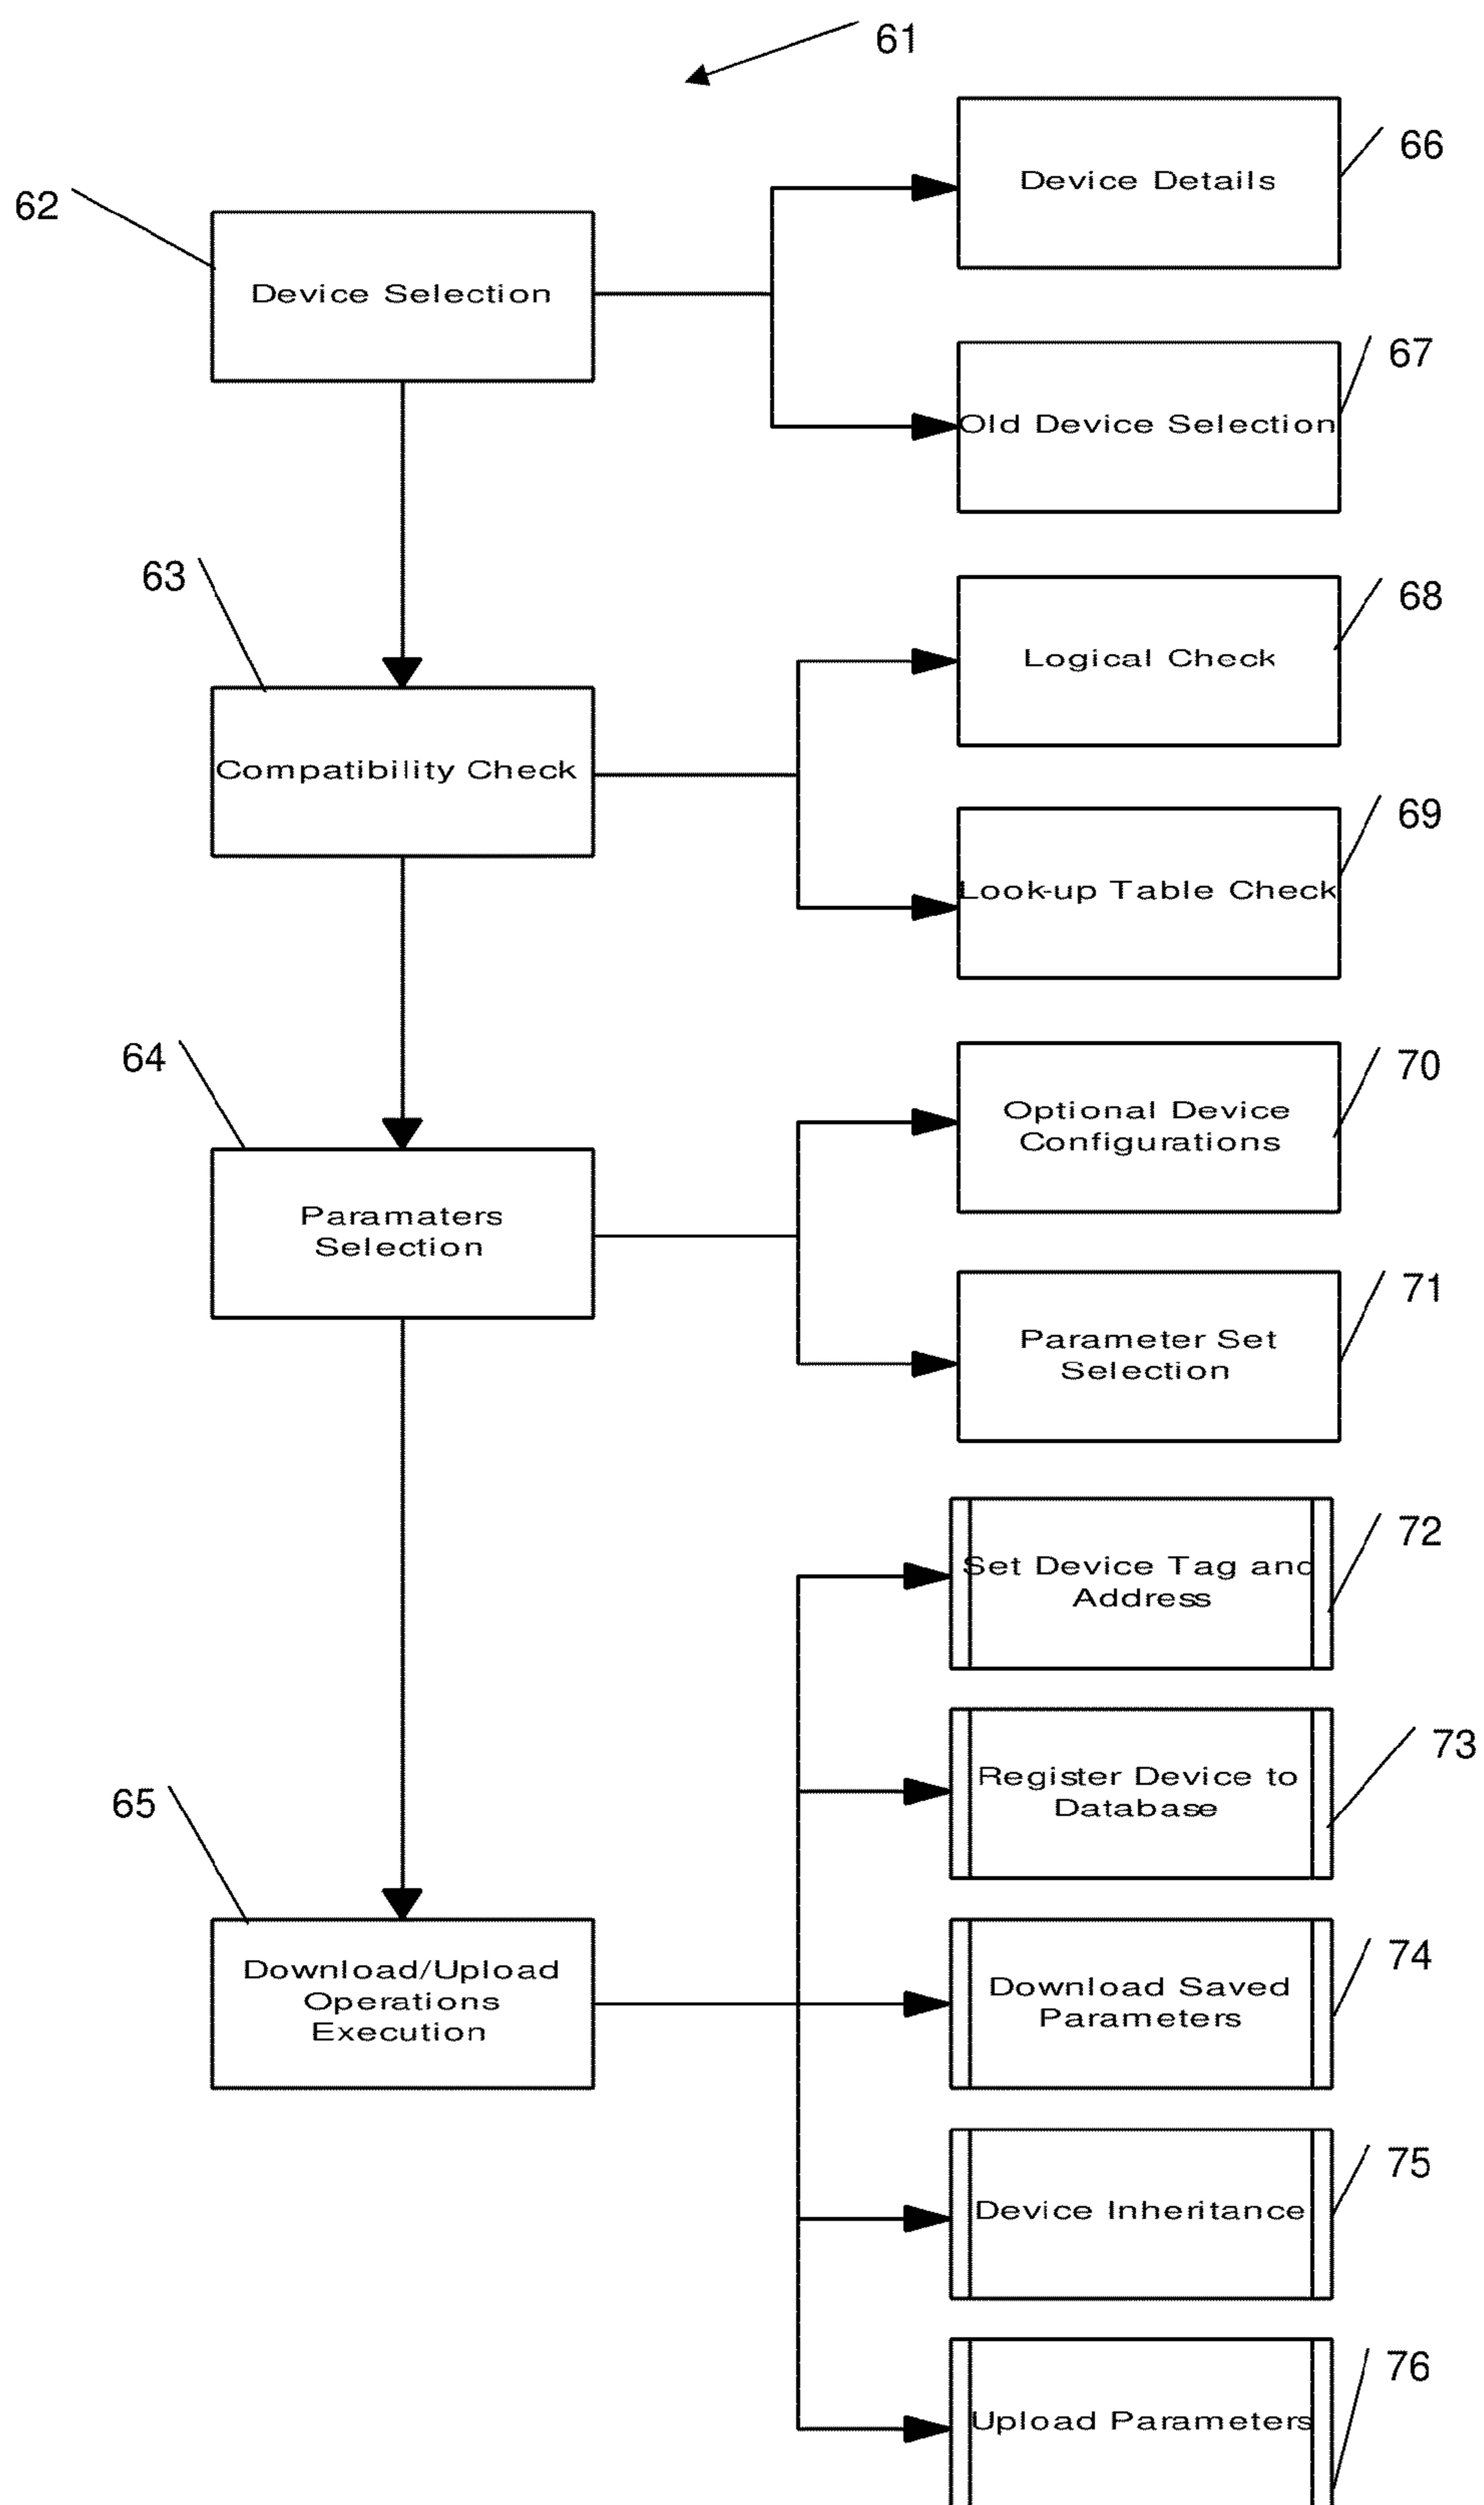 61
66
Device Details
62
Device Selection
67
Old Device Selection
63
68
Logical Check
Compatibility Check
69
Look-up Table Check
64
70
Optional Device
Configurations
Paramaters
Selection
71
Parameter Set
Selection
72
Set Device Tag and
Address
73
Register Device to
Database
65
74
Download/Upload
Operations
Execution
Download Saved
Parameters
75
Device Inheritance
76
Upload Parameters